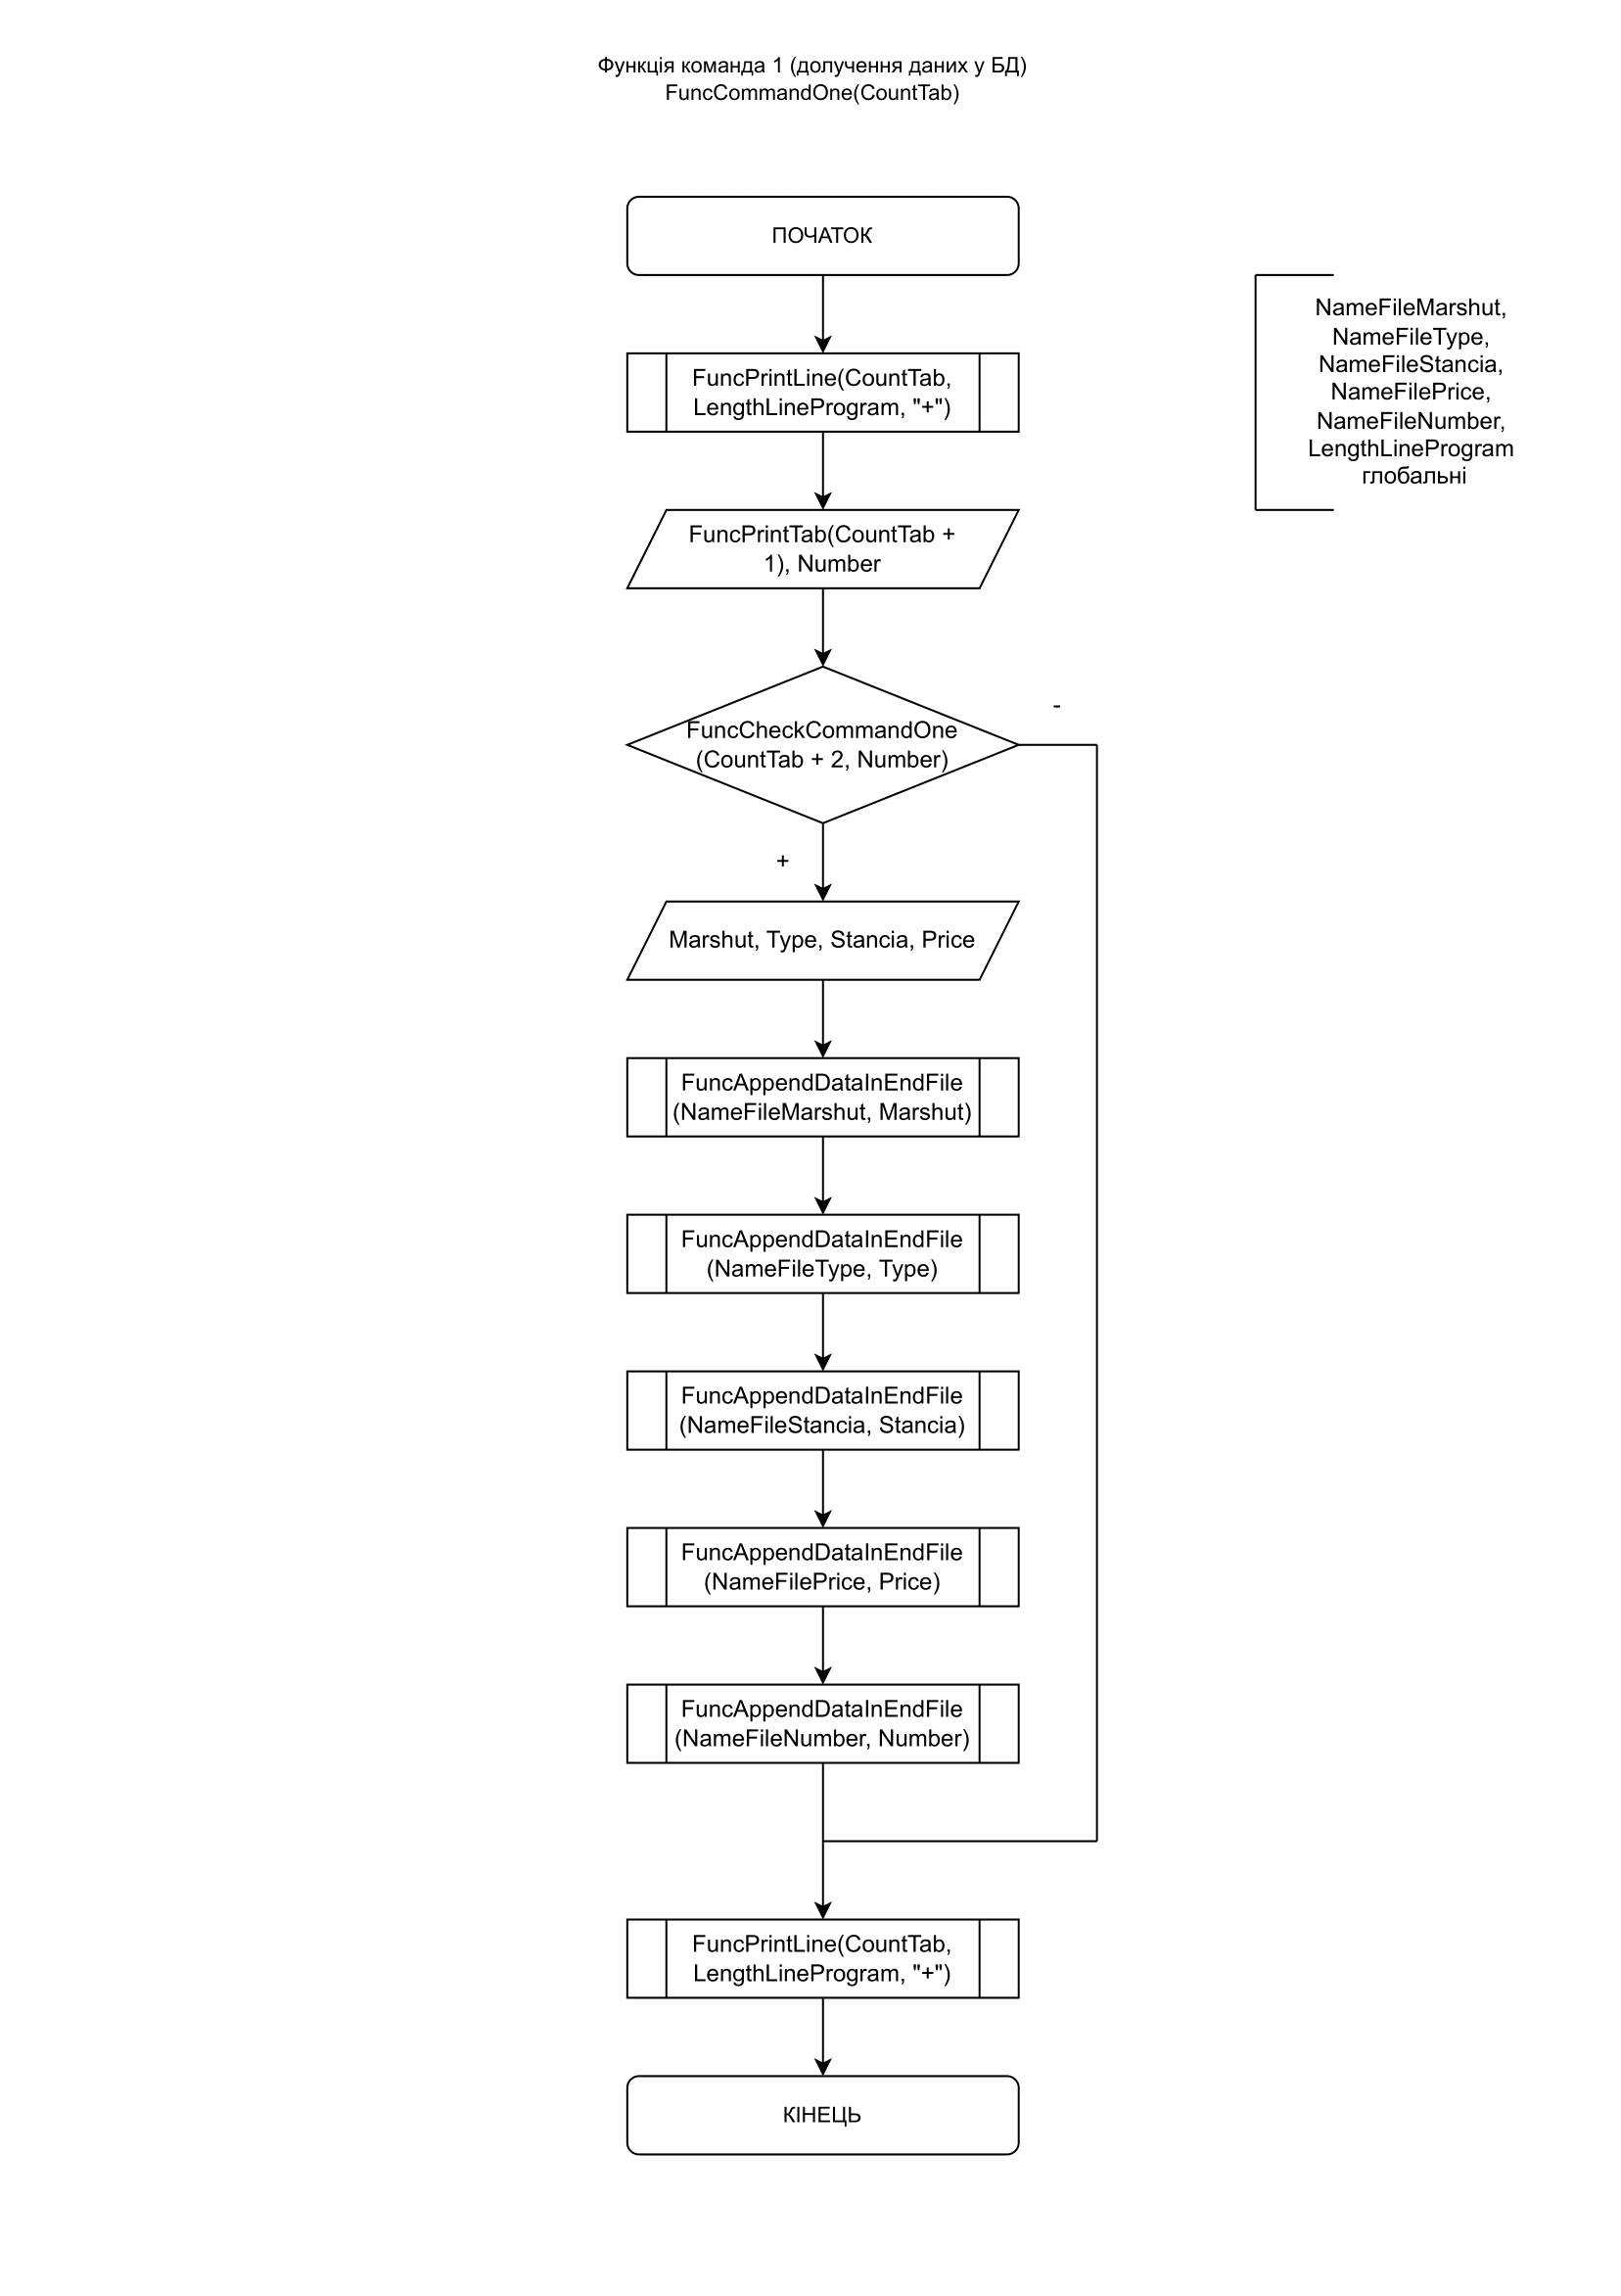 Функція команда 1 (долучення даних у БД)
FuncCommandOne(CountTab)
ПОЧАТОК
NameFileMarshut,
NameFileType,
NameFileStancia,
NameFilePrice,
NameFileNumber,
LengthLineProgram
глобальні
FuncPrintLine(CountTab,
LengthLineProgram, "+")
FuncPrintTab(CountTab +
1), Number
-
FuncCheckCommandOne
(CountTab + 2, Number)
+
Marshut, Type, Stancia, Price
FuncAppendDataInEndFile
(NameFileMarshut, Marshut)
FuncAppendDataInEndFile
(NameFileType, Type)
FuncAppendDataInEndFile
(NameFileStancia, Stancia)
FuncAppendDataInEndFile
(NameFilePrice, Price)
FuncAppendDataInEndFile
(NameFileNumber, Number)
FuncPrintLine(CountTab,
LengthLineProgram, "+")
КІНЕЦЬ